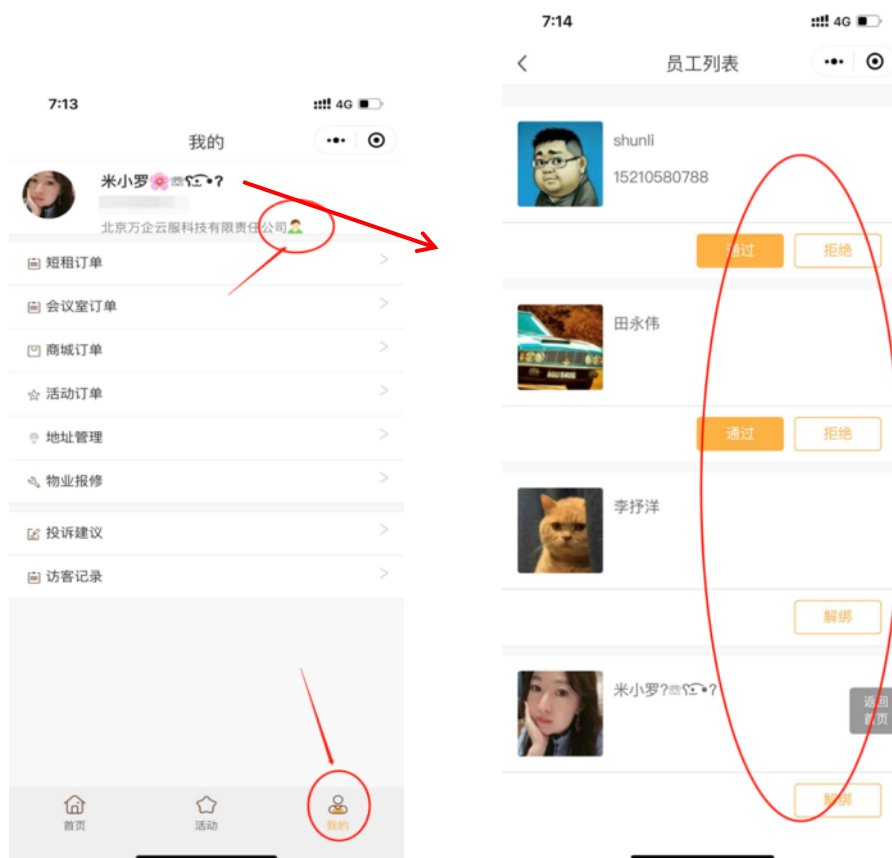 7:13
4G
我的
米小罗🌸☏ʕ•̫͡•?
北京万企云服科技有限责任公司
短租订单
会议室订单
商城订单
活动订单
地址管理
物业报修
投诉建议
访客记录
首页
活动
我的
7:14
4G
员工列表
shunli
15210580788
通过
拒绝
田永伟
通过
拒绝
李抒洋
解绑
米小罗?☏ʕ•̫͡•?
返回
首页
解绑